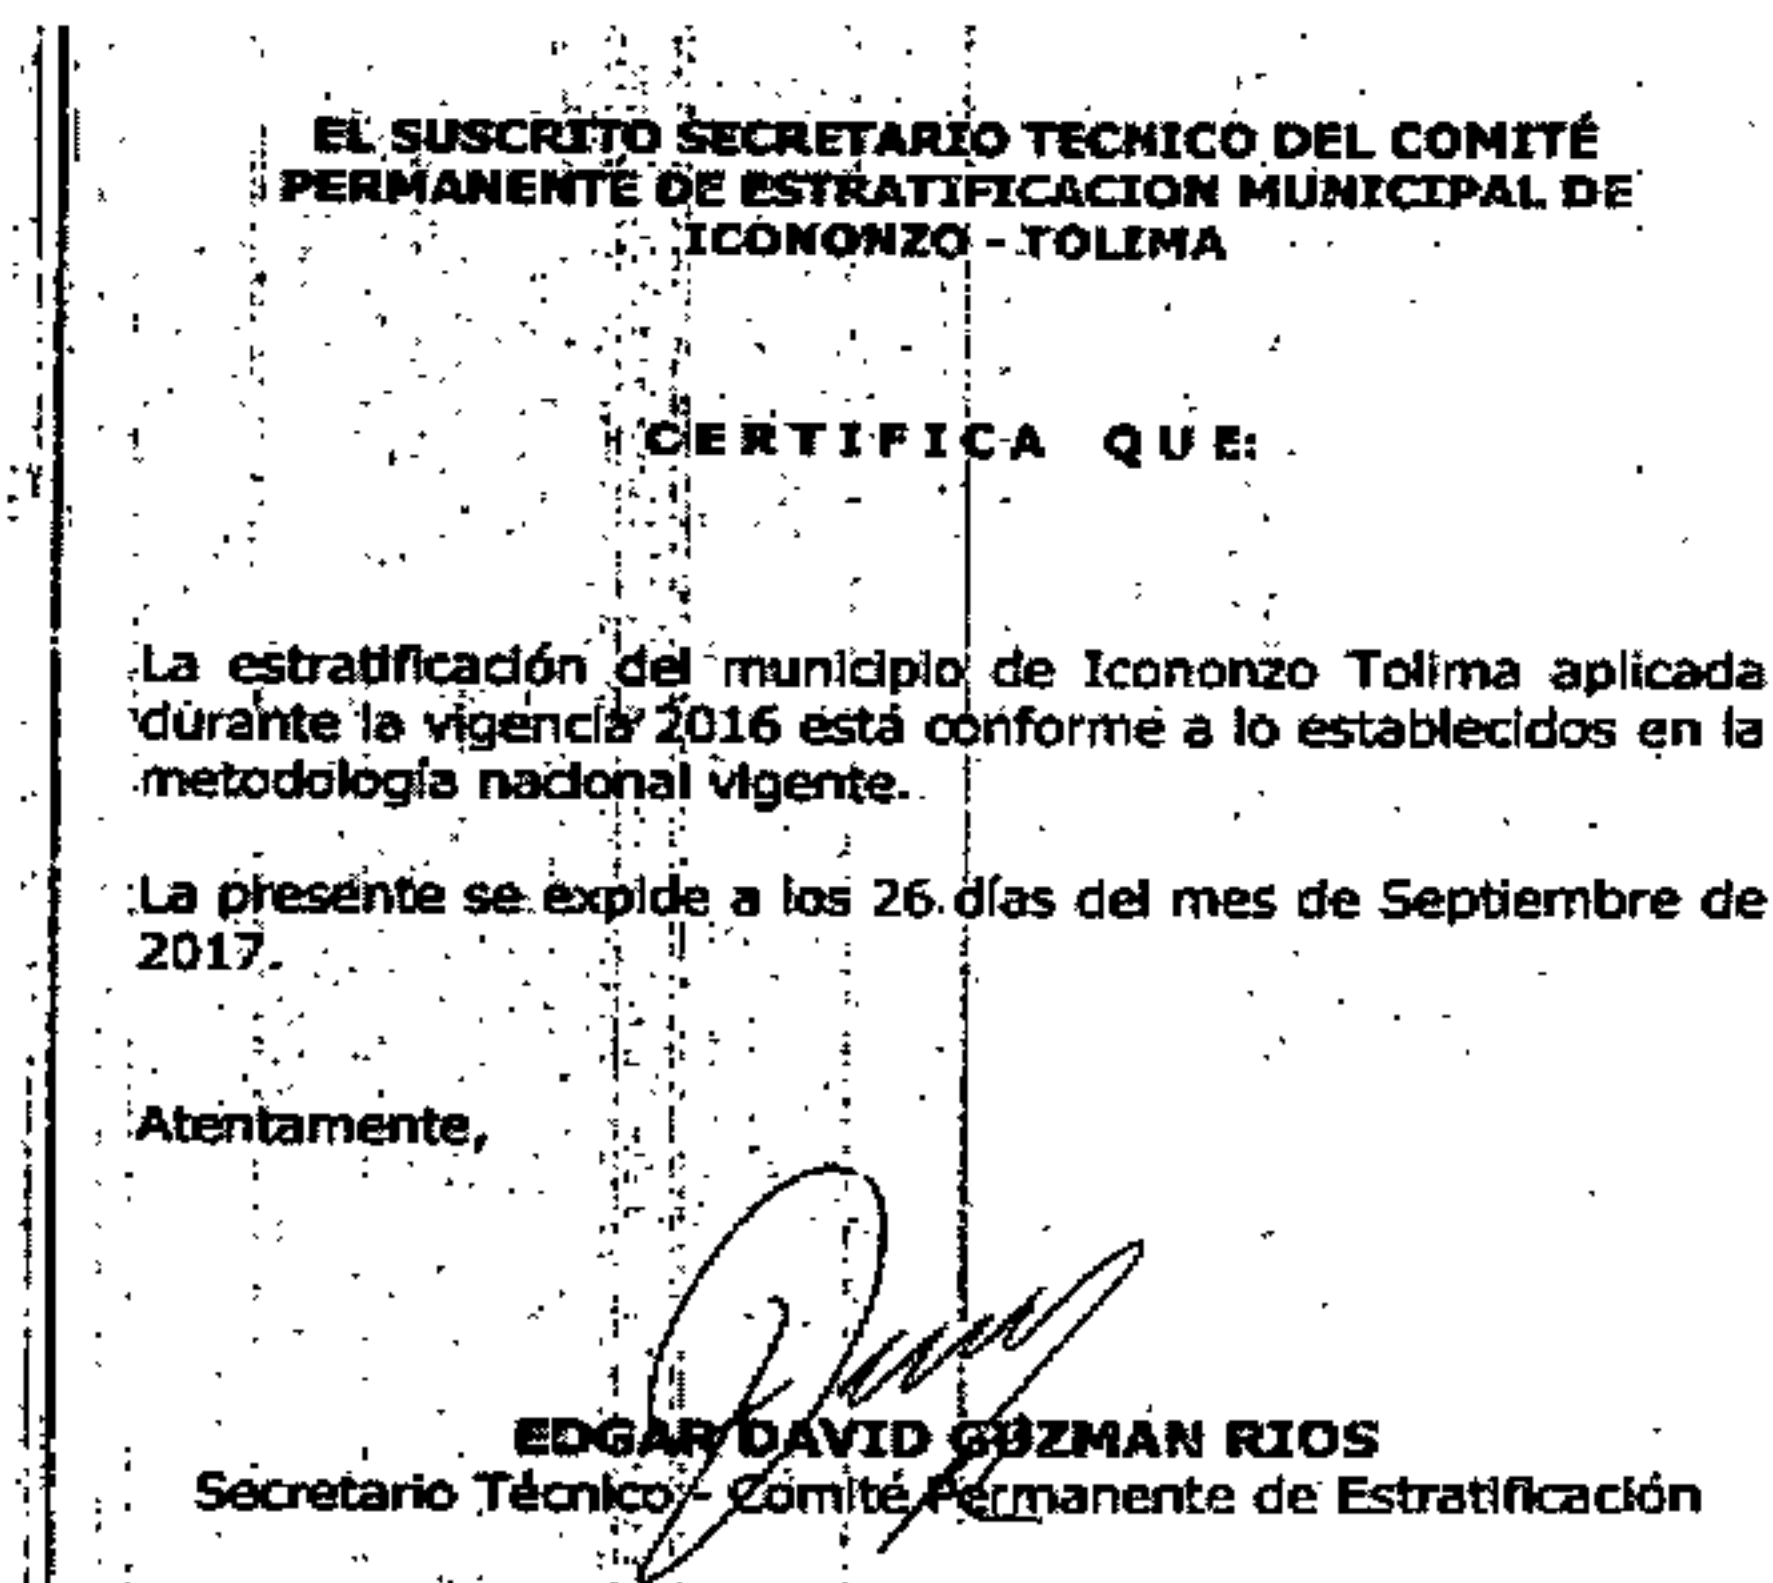 EL SUSCRITO SECRETARIO TECNICO DEL COMITÉ
PERMANENTE DE ESTRATIFICACION MUNICIPAL DE
ICONONZO - TOLIMA
CERTIFICA QUE:
La estratificación del municipio de Icononzo Tolima aplicada
durante la vigencia 2016 está conforme a lo establecidos en la
metodología nacional vigente.
La presente se expide a los 26 días del mes de Septiembre de
2017.
Atentamente,
EDGAR DAVID GUZMAN RIOS
Secretario Técnico - Comité Permanente de Estratificación